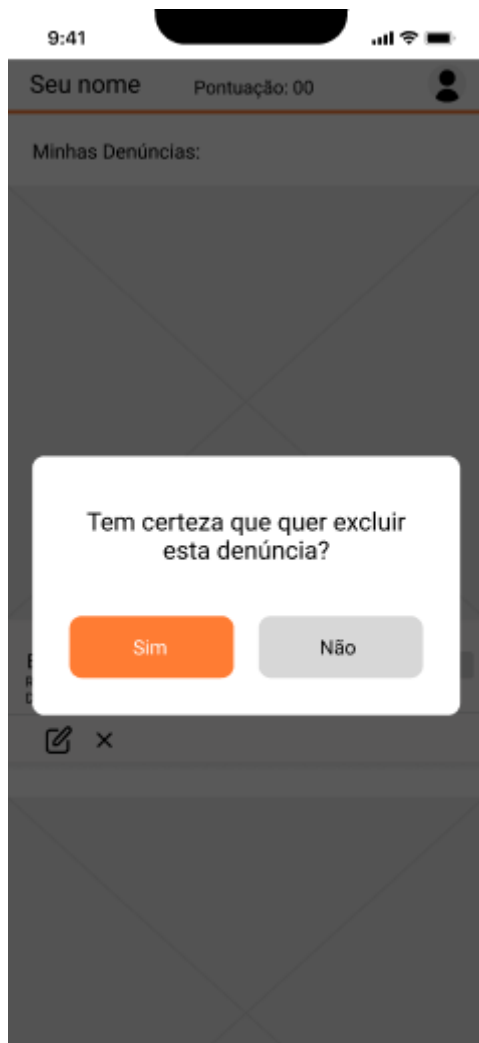 9:41
Seu nome
Pontuação: 00
Minhas Denúncias:
Tem certeza que quer excluir
esta denúncia?
Sim
Não